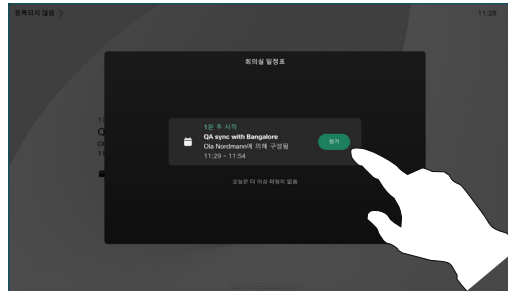 등록되지 않음
11:28
회의실 일정표
1분 후 시작
QA sync with Bangalore
Ola Nordmann에 의해 구성됨
11:29 - 11:54
참가
오늘은 더 이상 미팅이 없음